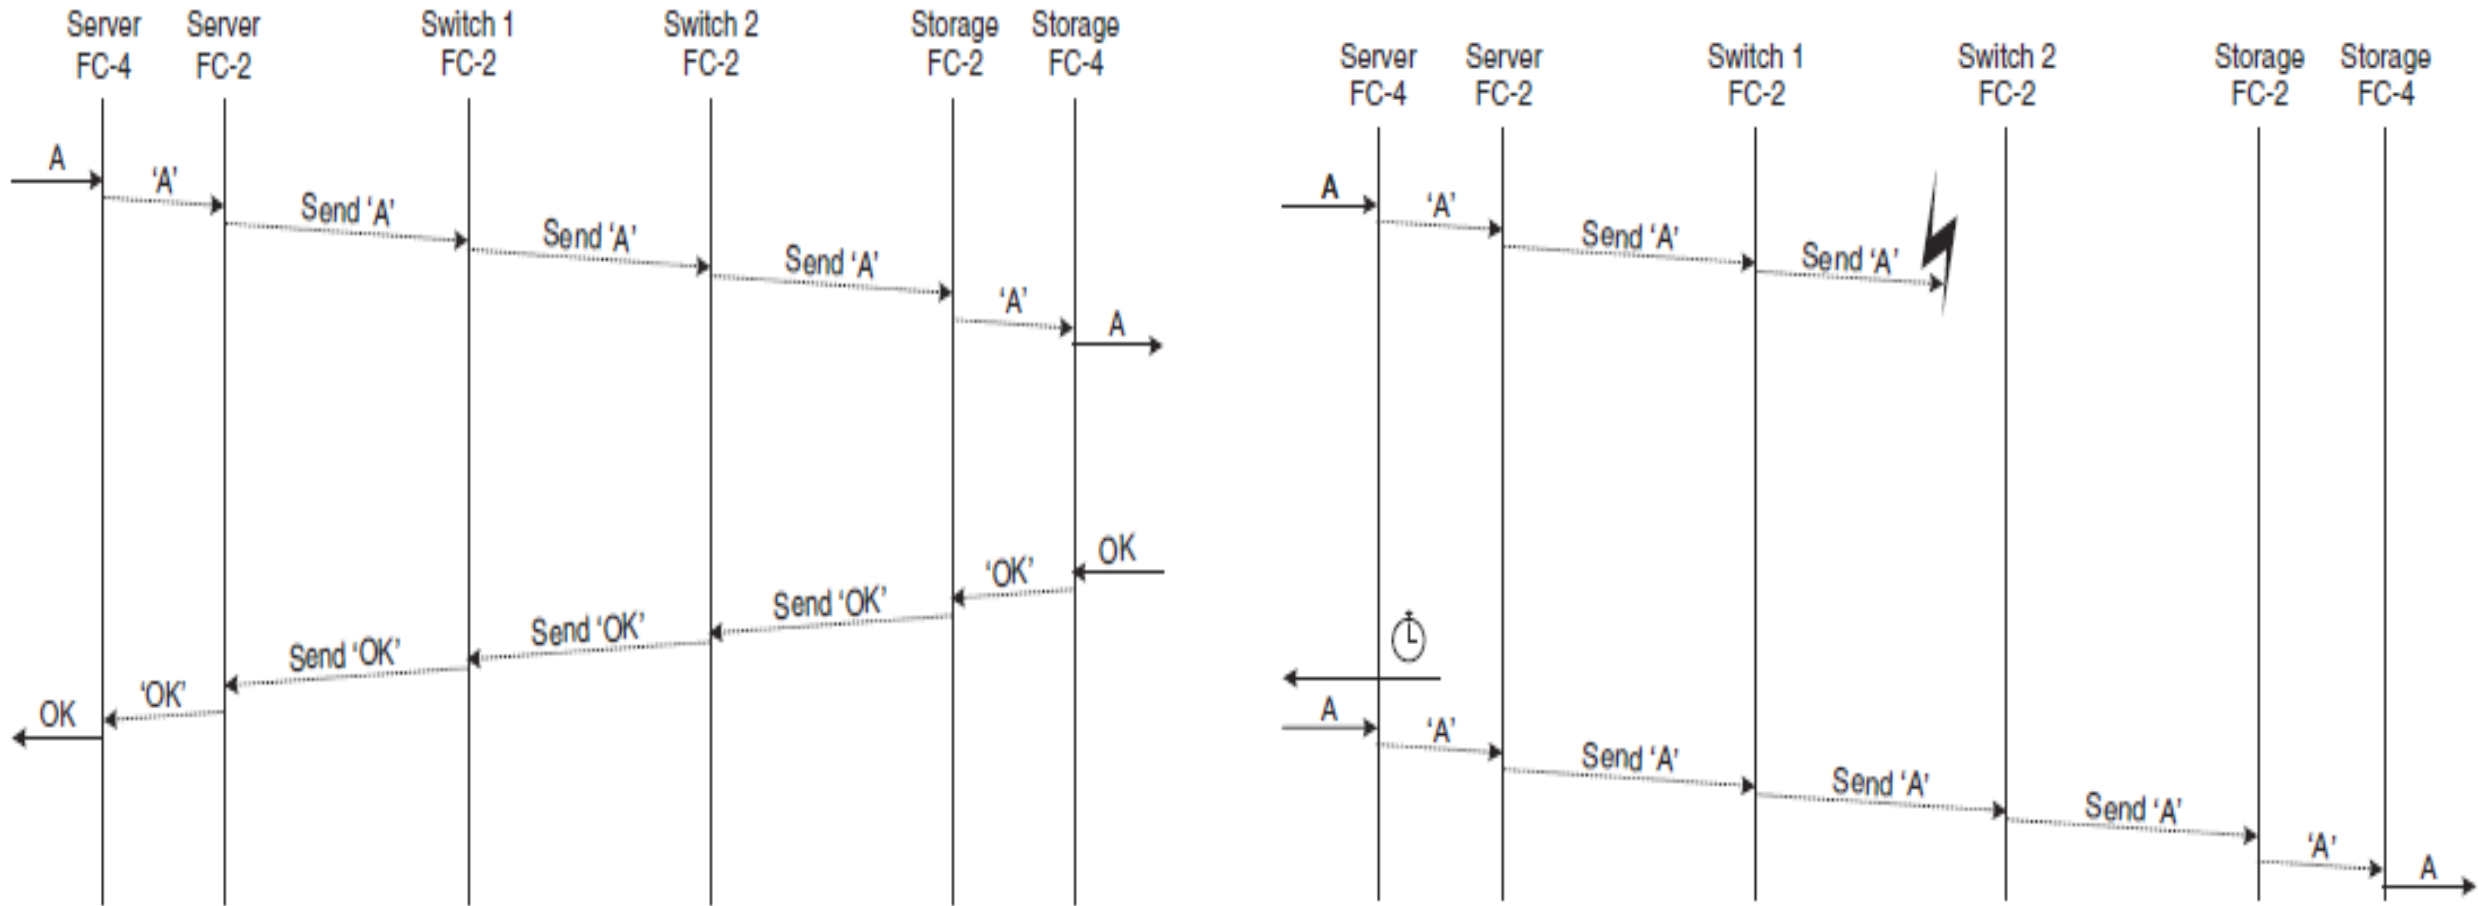 Server Server Switch 1 Switch 2 Storage Storage
FC-4 FC-2 FC-2 FC-2 FC-2 FC-4
A
‘A’
Send ‘A’
Send ‘A’
Send ‘A’
‘A’
A
OK
‘OK’
Send ‘OK’
Send ‘OK’
Send ‘OK’
‘OK’
OK
Server Server Switch 1 Switch 2 Storage Storage
FC-4 FC-2 FC-2 FC-2 FC-2 FC-4
A
‘A’
Send ‘A’
Send ‘A’
A
‘A’
Send ‘A’
Send ‘A’
Send ‘A’
‘A’
A